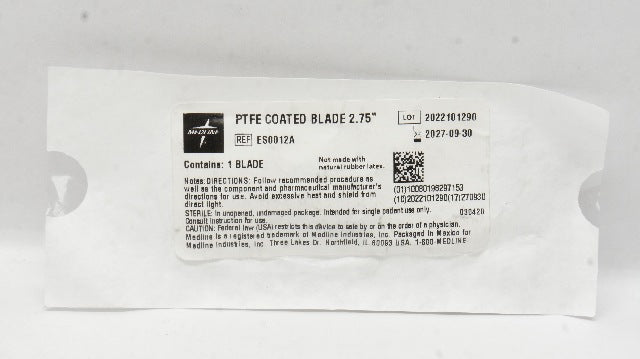 MEDLINE
PTFE COATED BLADE 2.75"
LOT 2022101290
REF ES0012A
2027-09-30
Contains: 1 BLADE
Not made with
natural rubber latex.
Notes: DIRECTIONS: Follow recommended procedure as
well as the component and pharmaceutical manufacturer's
directions for use. Avoid excessive heat and shield from
direct light.
(01)10080196297153
(10)2022101290(17)270930
STERILE: In unopened, undamaged package. Intended for single patient use only.
030420
Consult instruction for use.
CAUTION: Federal law (USA) restricts this device to sale by or on the order of a physician.
Medline is a registered trademark of Medline Industries, Inc. Packaged in Mexico for
Medline Industries, Inc. Three Lakes Dr. Northfield, IL 60093 USA. 1-800-MEDLINE